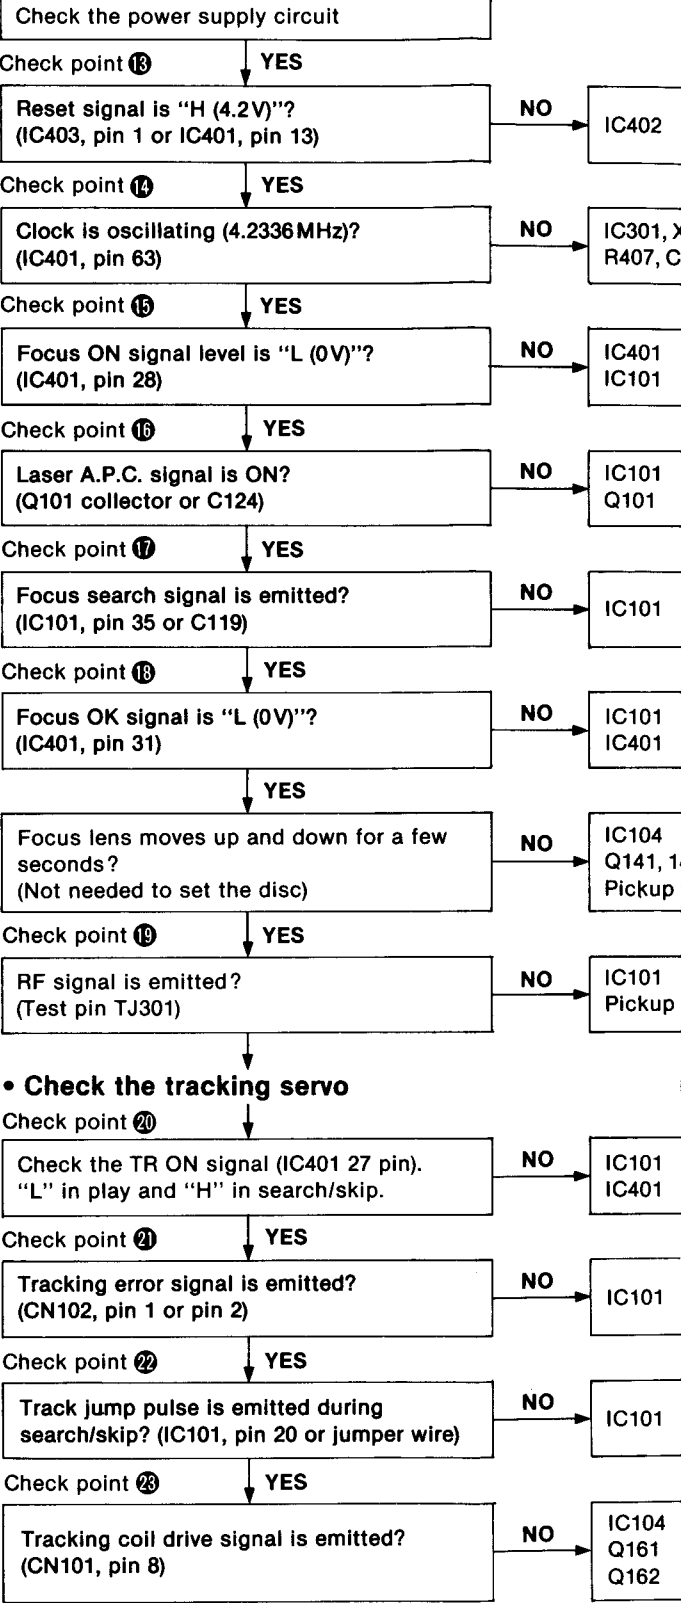 Check the power supply circuit
Check point ⓭ YES
Reset signal is "H (4.2V)"?
(IC403, pin 1 or IC401, pin 13)
NO
IC402
Check point ⓮ YES
Clock is oscillating (4.2336MHz)?
(IC401, pin 63)
NO
IC301, X
R407, C
Check point ⓯ YES
Focus ON signal level is "L (0V)"?
(IC401, pin 28)
NO
IC401
IC101
Check point ⓰ YES
Laser A.P.C. signal is ON?
(Q101 collector or C124)
NO
IC101
Q101
Check point ⓱ YES
Focus search signal is emitted?
(IC101, pin 35 or C119)
NO
IC101
Check point ⓲ YES
Focus OK signal is "L (0V)"?
(IC401, pin 31)
NO
IC101
IC401
YES
Focus lens moves up and down for a few
seconds?
(Not needed to set the disc)
NO
IC104
Q141, 14
Pickup
Check point ⓳ YES
RF signal is emitted?
(Test pin TJ301)
NO
IC101
Pickup
• Check the tracking servo
Check point ⓴
Check the TR ON signal (IC401 27 pin).
"L" in play and "H" in search/skip.
NO
IC101
IC401
Check point ㉑ YES
Tracking error signal is emitted?
(CN102, pin 1 or pin 2)
NO
IC101
Check point ㉒ YES
Track jump pulse is emitted during
search/skip? (IC101, pin 20 or jumper wire)
NO
IC101
Check point ㉓ YES
Tracking coil drive signal is emitted?
(CN101, pin 8)
NO
IC104
Q161
Q162